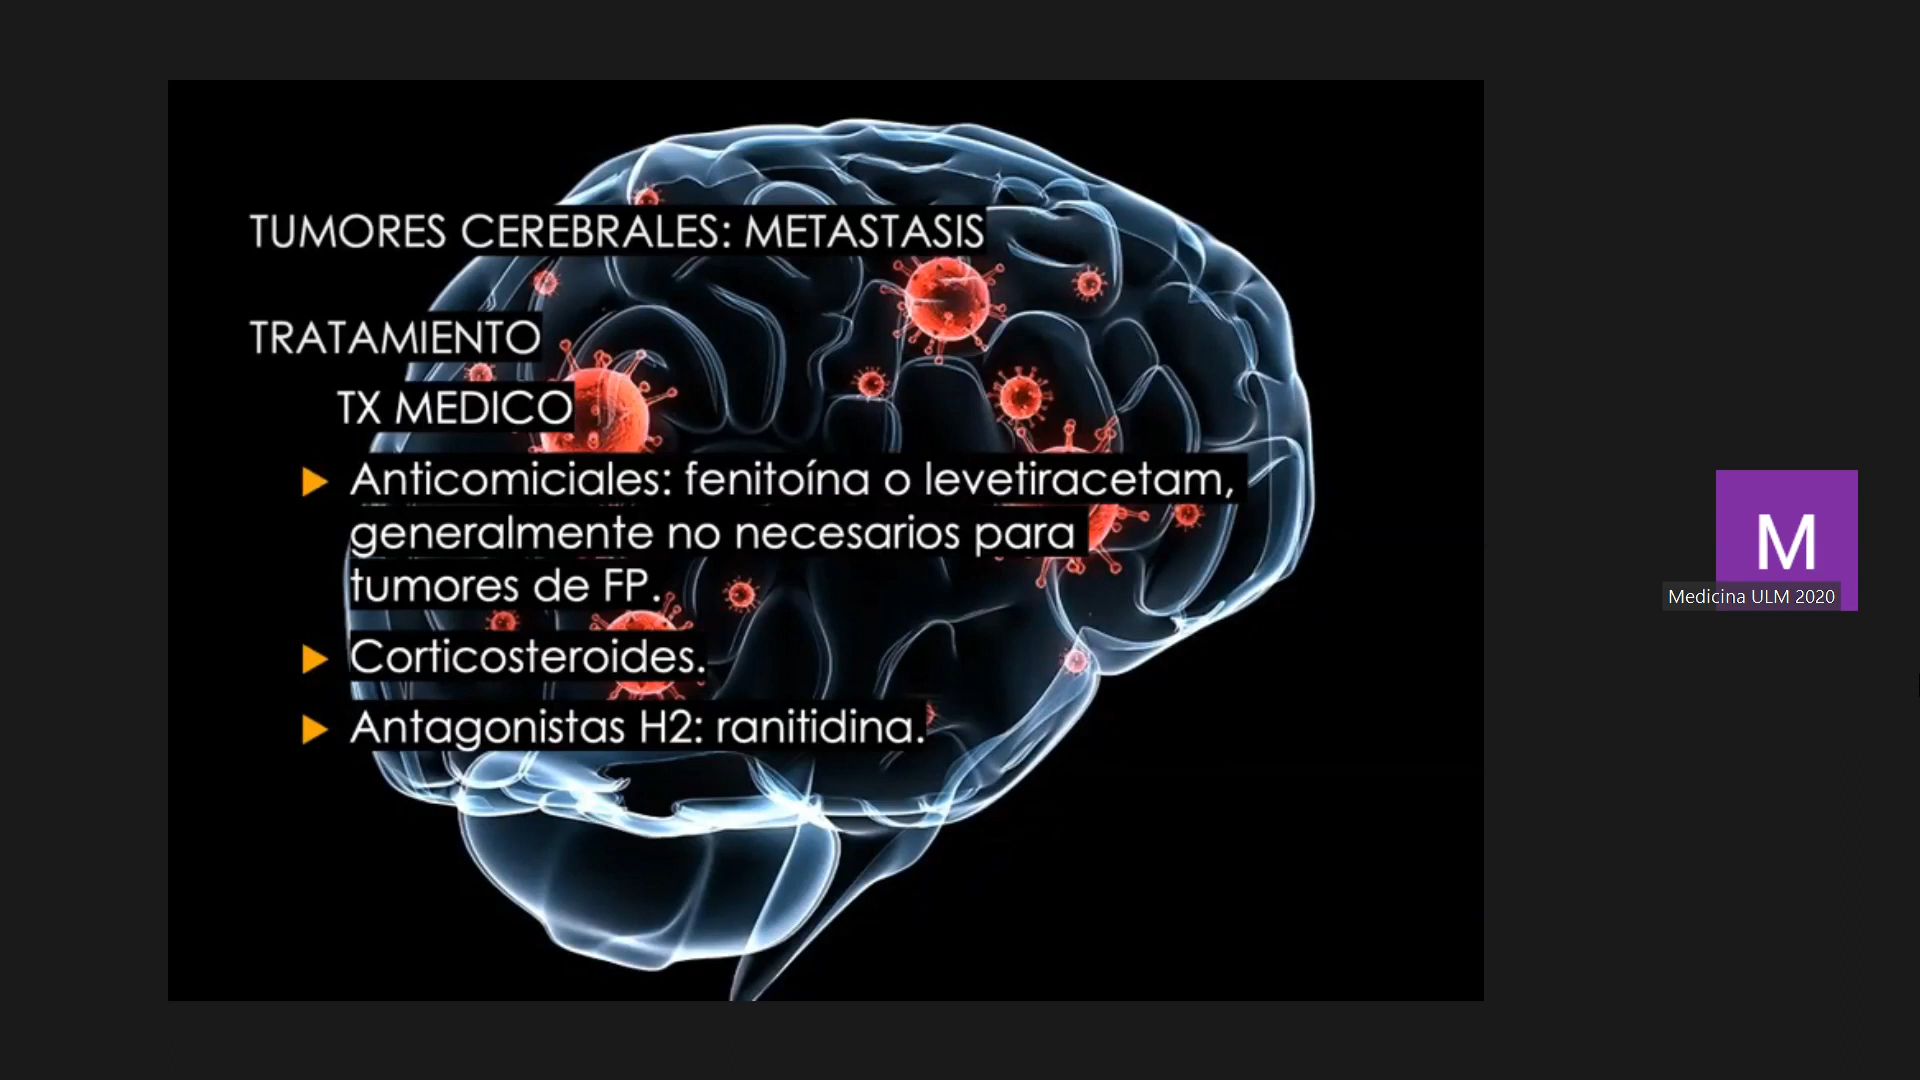 TUMORES CEREBRALES: METASTASIS
TRATAMIENTO
TX MEDICO
Anticomiciales: fenitoína o levetiracetam,
generalmente no necesarios para
tumores de FP.
Corticosteroides.
Antagonistas H2: ranitidina.
M
Medicina ULM 2020